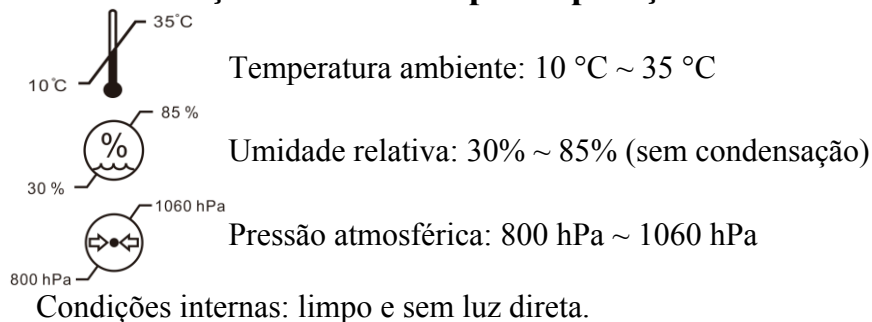 35°C
10°C
Temperatura ambiente: 10 °C ~ 35 °C
85 %
%
30 %
Umidade relativa: 30% ~ 85% (sem condensação)
1060 hPa
800 hPa
Pressão atmosférica: 800 hPa ~ 1060 hPa
Condições internas: limpo e sem luz direta.